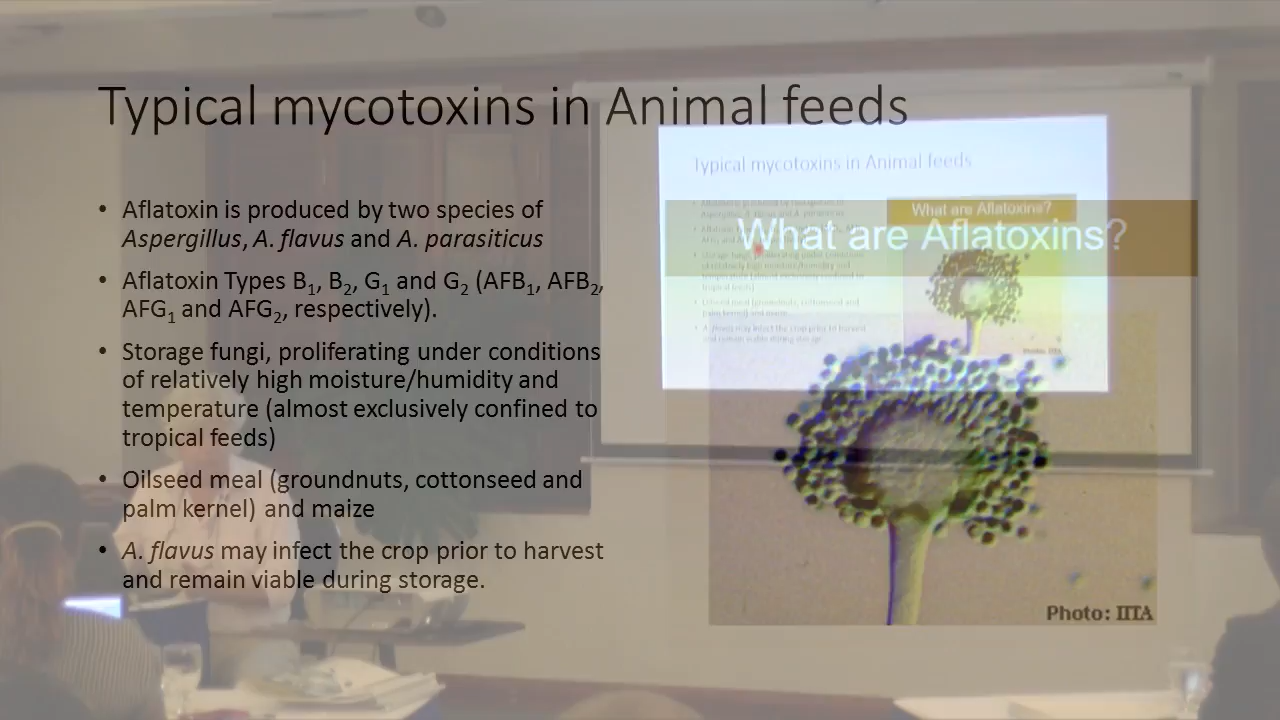 Typical mycotoxins in Animal feeds
• Aflatoxin is produced by two species of
Aspergillus, A. flavus and A. parasiticus
• Aflatoxin Types B₁, B₂, G₁ and G₂ (AFB₁, AFB₂,
AFG₁ and AFG₂, respectively).
• Storage fungi, proliferating under conditions
of relatively high moisture/humidity and
temperature (almost exclusively confined to
tropical feeds)
• Oilseed meal (groundnuts, cottonseed and
palm kernel) and maize
• A. flavus may infect the crop prior to harvest
and remain viable during storage.
What are Aflatoxins?
Photo: IITA
Typical mycotoxins in Animal feeds
What are Aflatoxins?